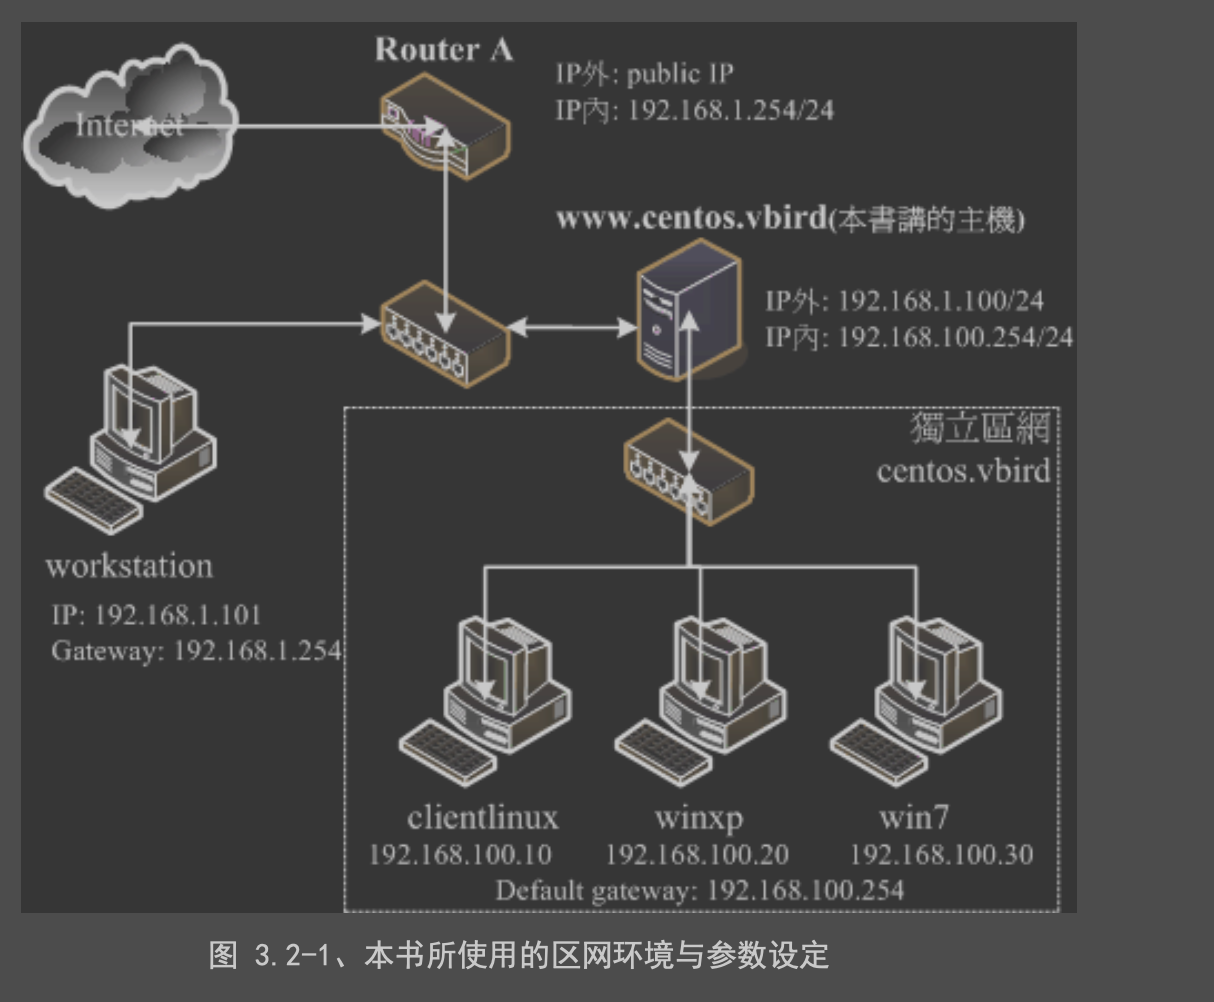 Router A
IP外: public IP
IP內: 192.168.1.254/24
Internet
www.centos.vbird(本書講的主機)
IP外: 192.168.1.100/24
IP內: 192.168.100.254/24
獨立區網
centos.vbird
workstation
IP: 192.168.1.101
Gateway: 192.168.1.254
clientlinux
192.168.100.10
winxp
192.168.100.20
win7
192.168.100.30
Default gateway: 192.168.100.254
图 3.2-1、本书所使用的区网环境与参数设定